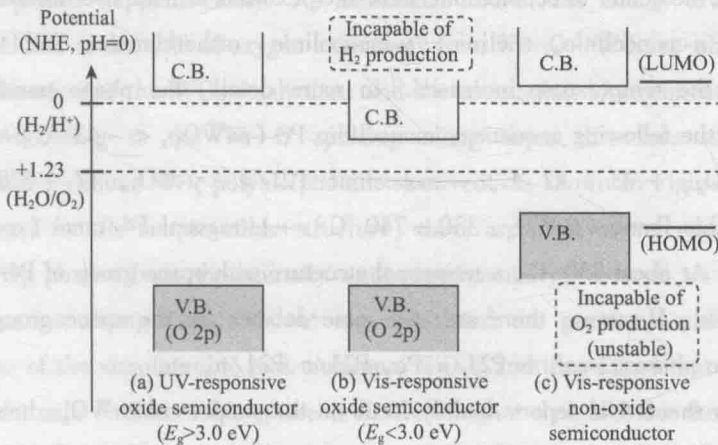 Potential
(NHE, pH=0)
0
(H₂/H⁺)
+1.23
(H₂O/O₂)
C.B.
V.B.
(O 2p)
(a) UV-responsive
oxide semiconductor
(Eg>3.0 eV)
Incapable of
H₂ production
C.B.
V.B.
(O 2p)
(b) Vis-responsive
oxide semiconductor
(Eg<3.0 eV)
C.B.
(LUMO)
V.B.
(HOMO)
Incapable of
O₂ production
(unstable)
(c) Vis-responsive
non-oxide
semiconductor